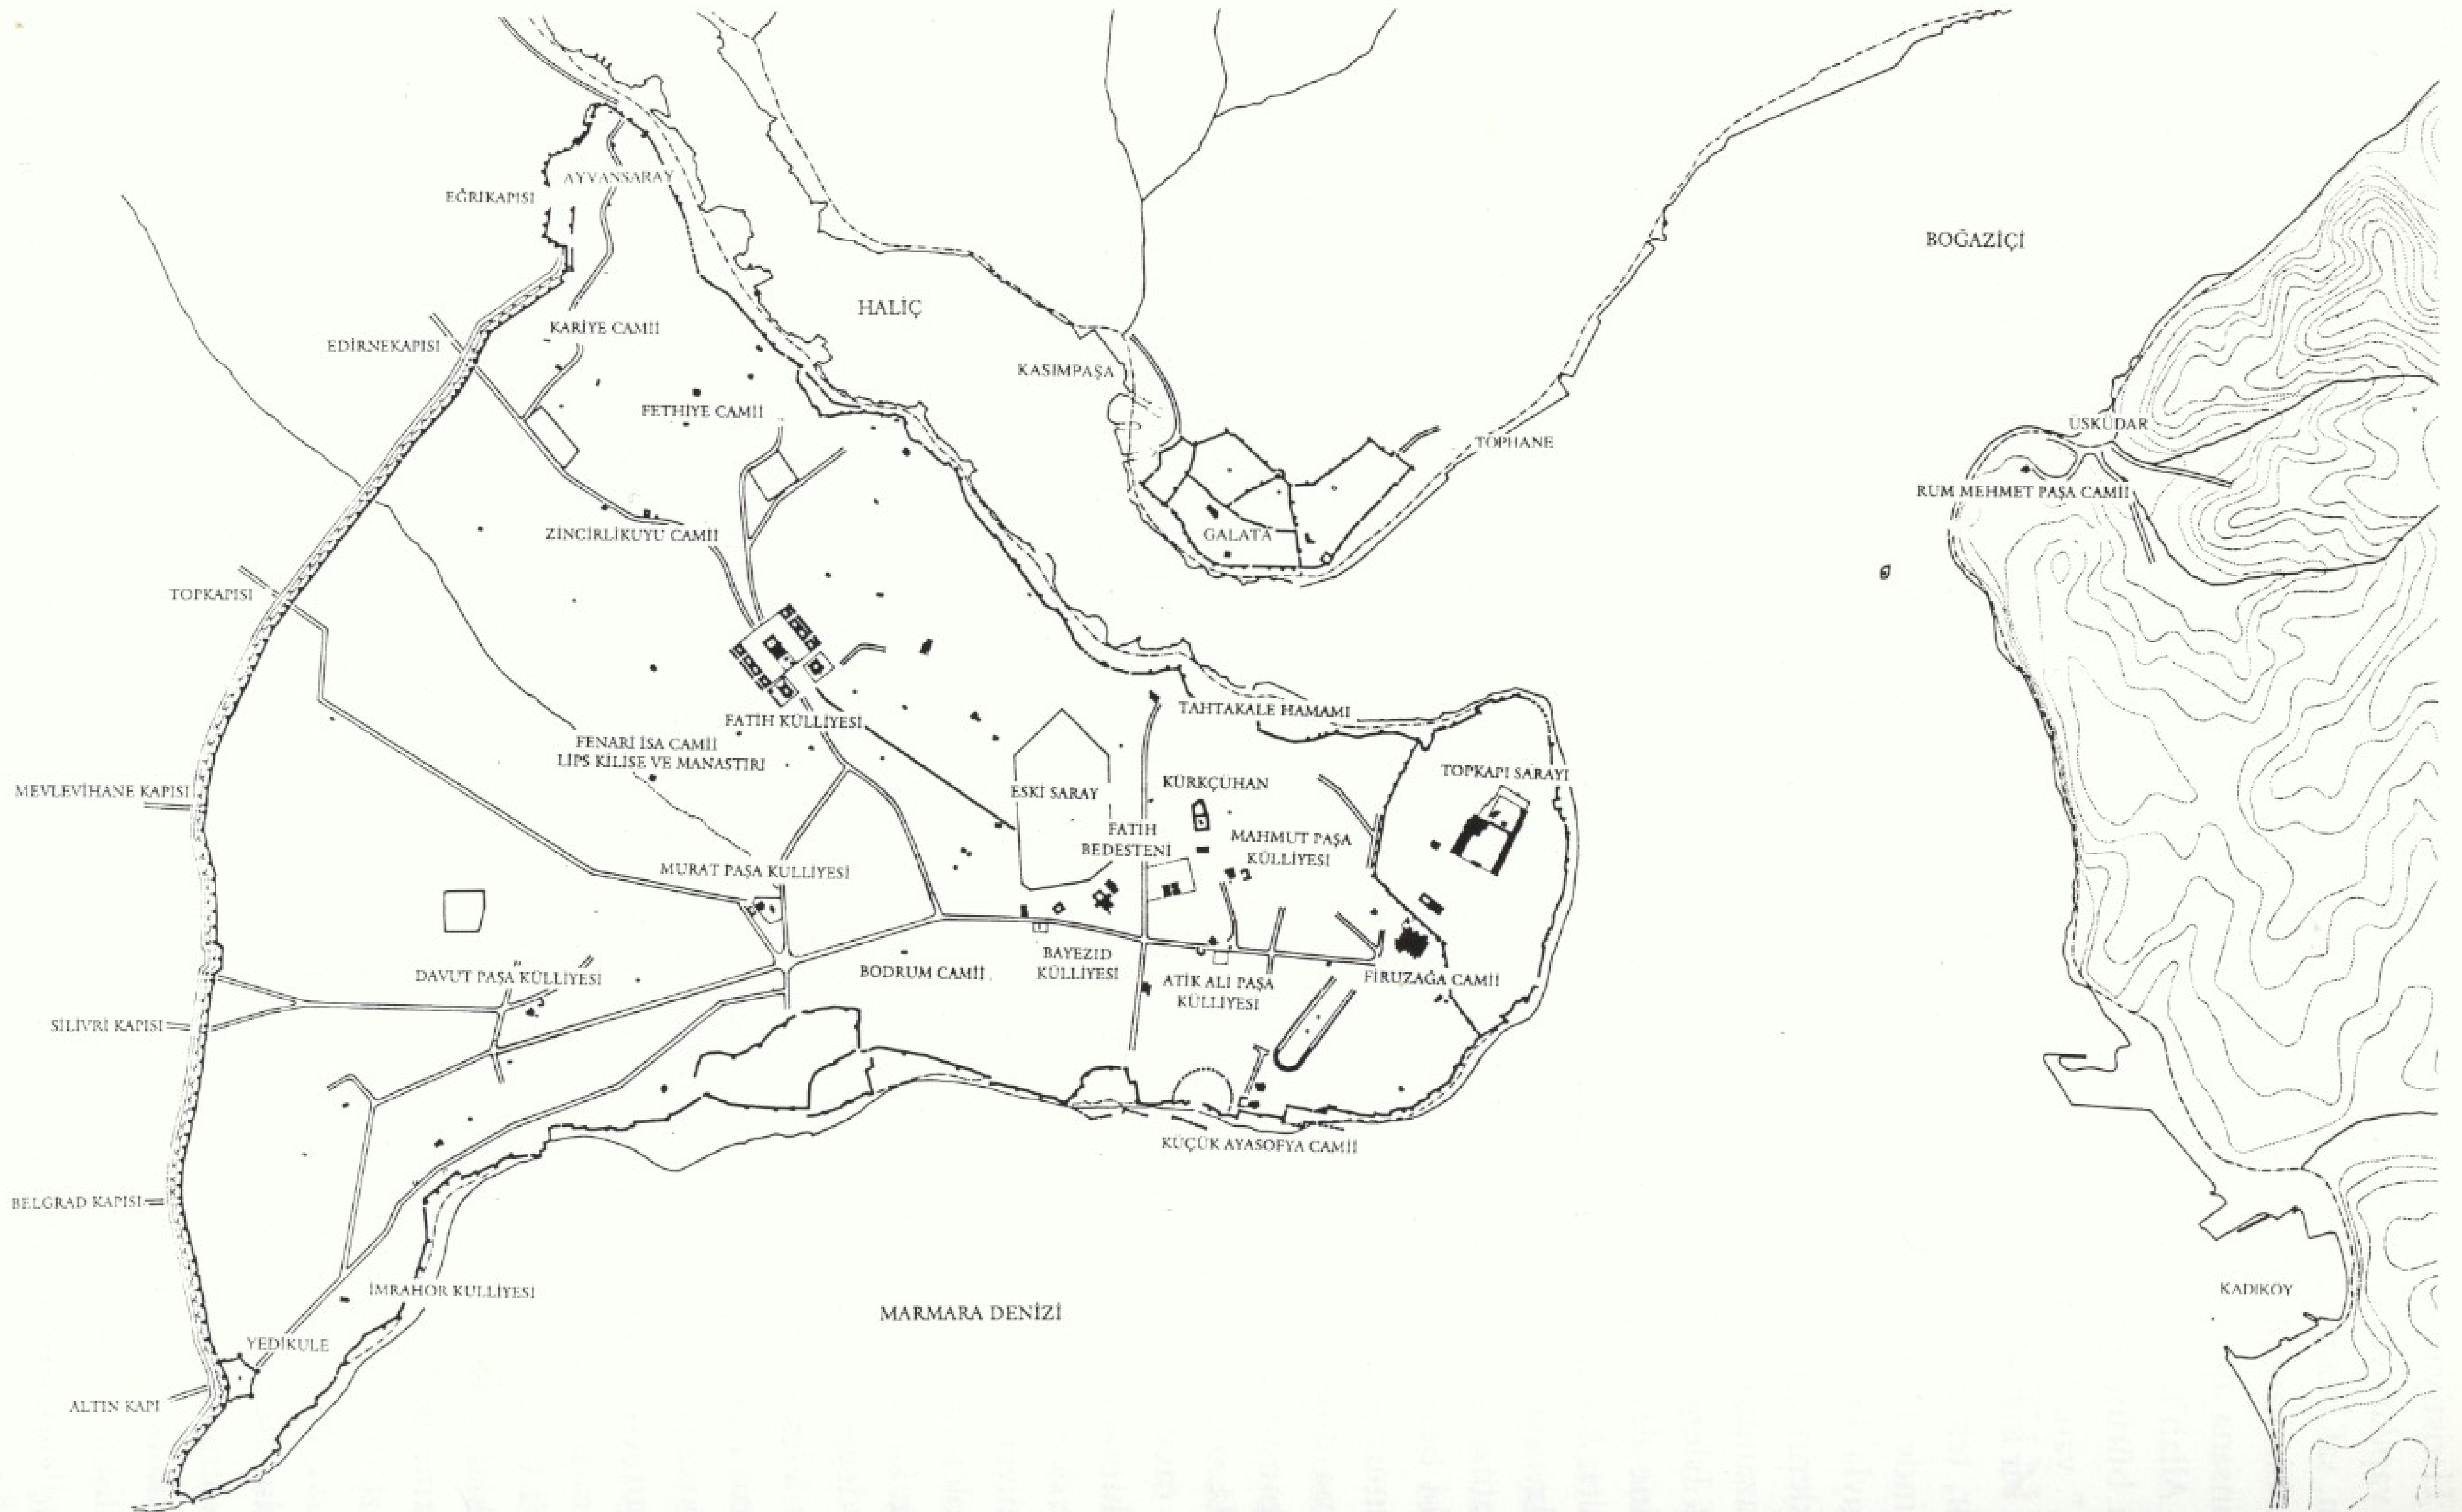 AYVANSARAY
EĞRİKAPISI
BOĞAZİÇİ
HALİÇ
KARİYE CAMİİ
EDİRNEKAPISI
KASIMPAŞA
FETHİYE CAMİİ
ÜSKÜDAR
TOPHANE
RUM MEHMET PAŞA CAMİİ
ZİNCİRLİKUYU CAMİİ
GALATA
TOPKAPISI
TAHTAKALE HAMAMI
FATİH KÜLLİYESİ
FENARİ İSA CAMİİ
LIPS KİLİSE VE MANASTIRI
TOPKAPI SARAYI
KÜRKÇÜHAN
MEVLEVİHANE KAPISI
ESKİ SARAY
FATİH
BEDESTENİ
MAHMUT PAŞA
KÜLLİYESİ
MURAT PAŞA KÜLLİYESİ
BAYEZID
KÜLLİYESİ
BODRUM CAMİİ
DAVUT PAŞA KÜLLİYESİ
ATİK ALİ PAŞA
KÜLLİYESİ
FİRUZAĞA CAMİİ
SİLİVRİ KAPISI
KÜÇÜK AYASOFYA CAMİİ
BELGRAD KAPISI
İMRAHOR KÜLLİYESİ
KADIKÖY
MARMARA DENİZİ
YEDİKULE
ALTIN KAPI